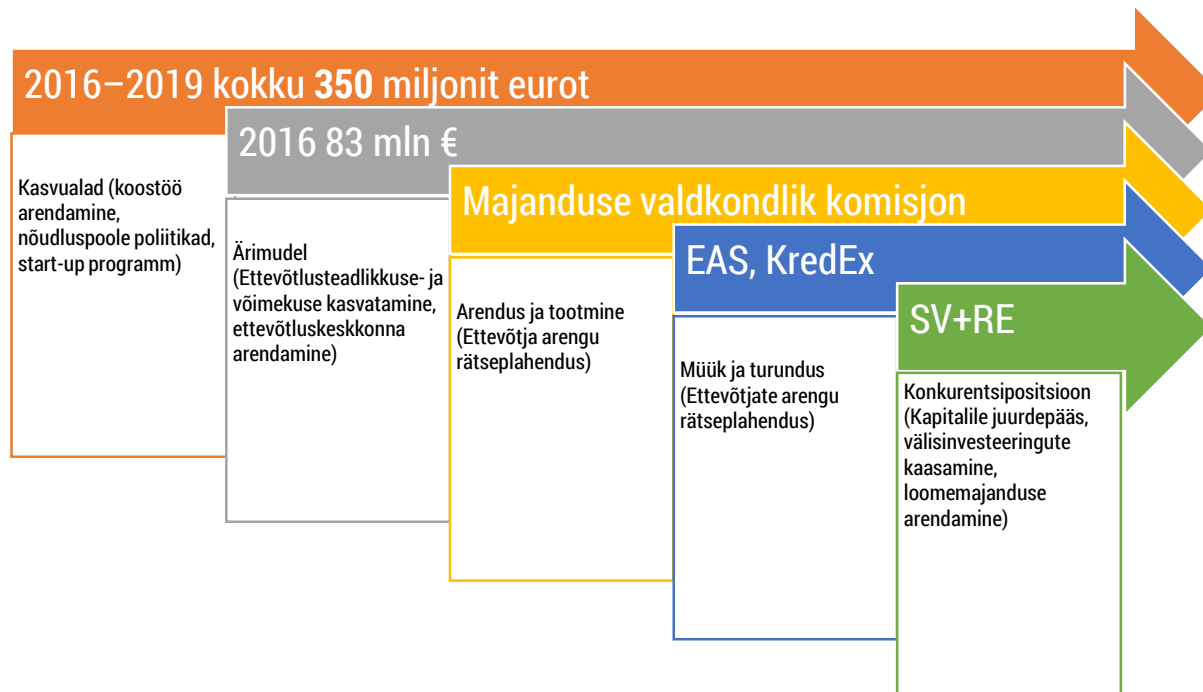 2016–2019 kokku 350 miljonit eurot
Kasvualad (koostöö
arendamine,
nõudluspoole poliitikad,
start-up programm)
2016 83 mln €
Ärimudel
(Ettevõtlusteadlikkuse- ja
võimekuse kasvatamine,
ettevõtluskeskkonna
arendamine)
Majanduse valdkondlik komisjon
Arendus ja tootmine
(Ettevõtja arengu
rätseplahendus)
EAS, KredEx
Müük ja turundus
(Ettevõtjate arengu
rätseplahendus)
SV+RE
Konkurentsipositsioon
(Kapitalile juurdepääs,
välisinvesteeringute
kaasamine,
loomemajanduse
arendamine)